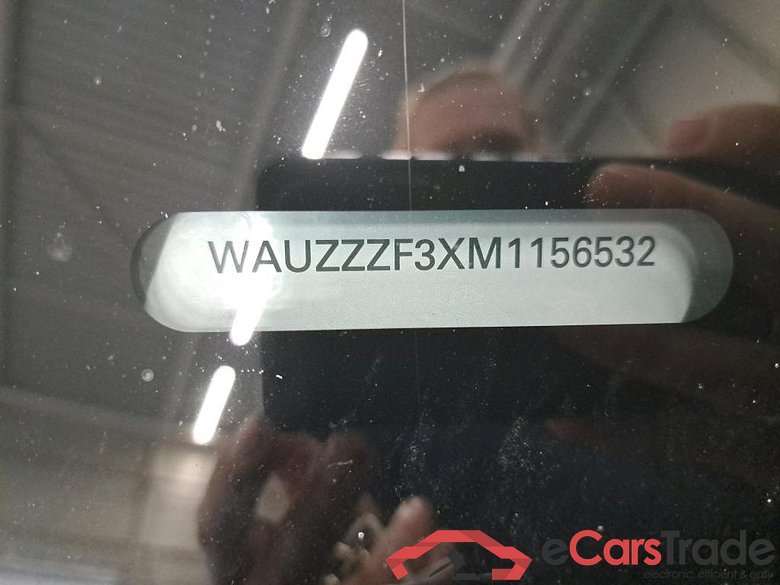 WAUZZZF3XM1156532
eCarsTrade
electronic, efficient & easy